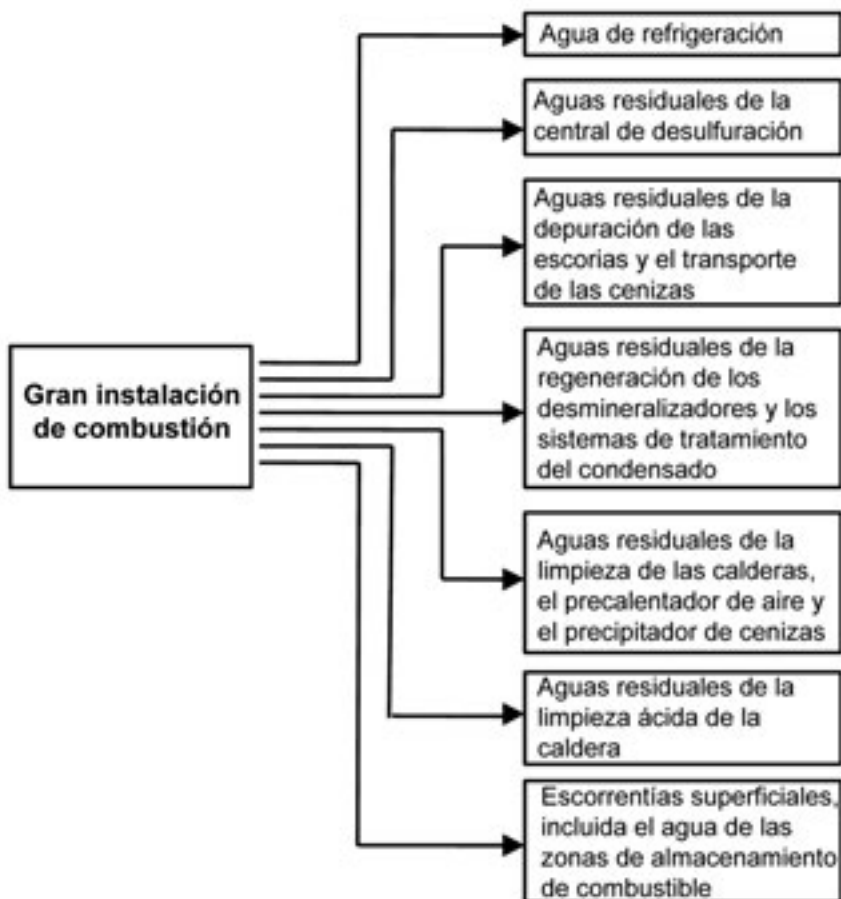 Agua de refrigeración
Aguas residuales de la
central de desulfuración
Aguas residuales de la
depuración de las
escorias y el transporte
de las cenizas
Gran instalación
de combustión
Aguas residuales de la
regeneración de los
desmineralizadores y los
sistemas de tratamiento
del condensado
Aguas residuales de la
limpieza de las calderas,
el precalentador de aire y
el precipitador de cenizas
Aguas residuales de la
limpieza ácida de la
caldera
Escorrentías superficiales,
incluida el agua de las
zonas de almacenamiento
de combustible